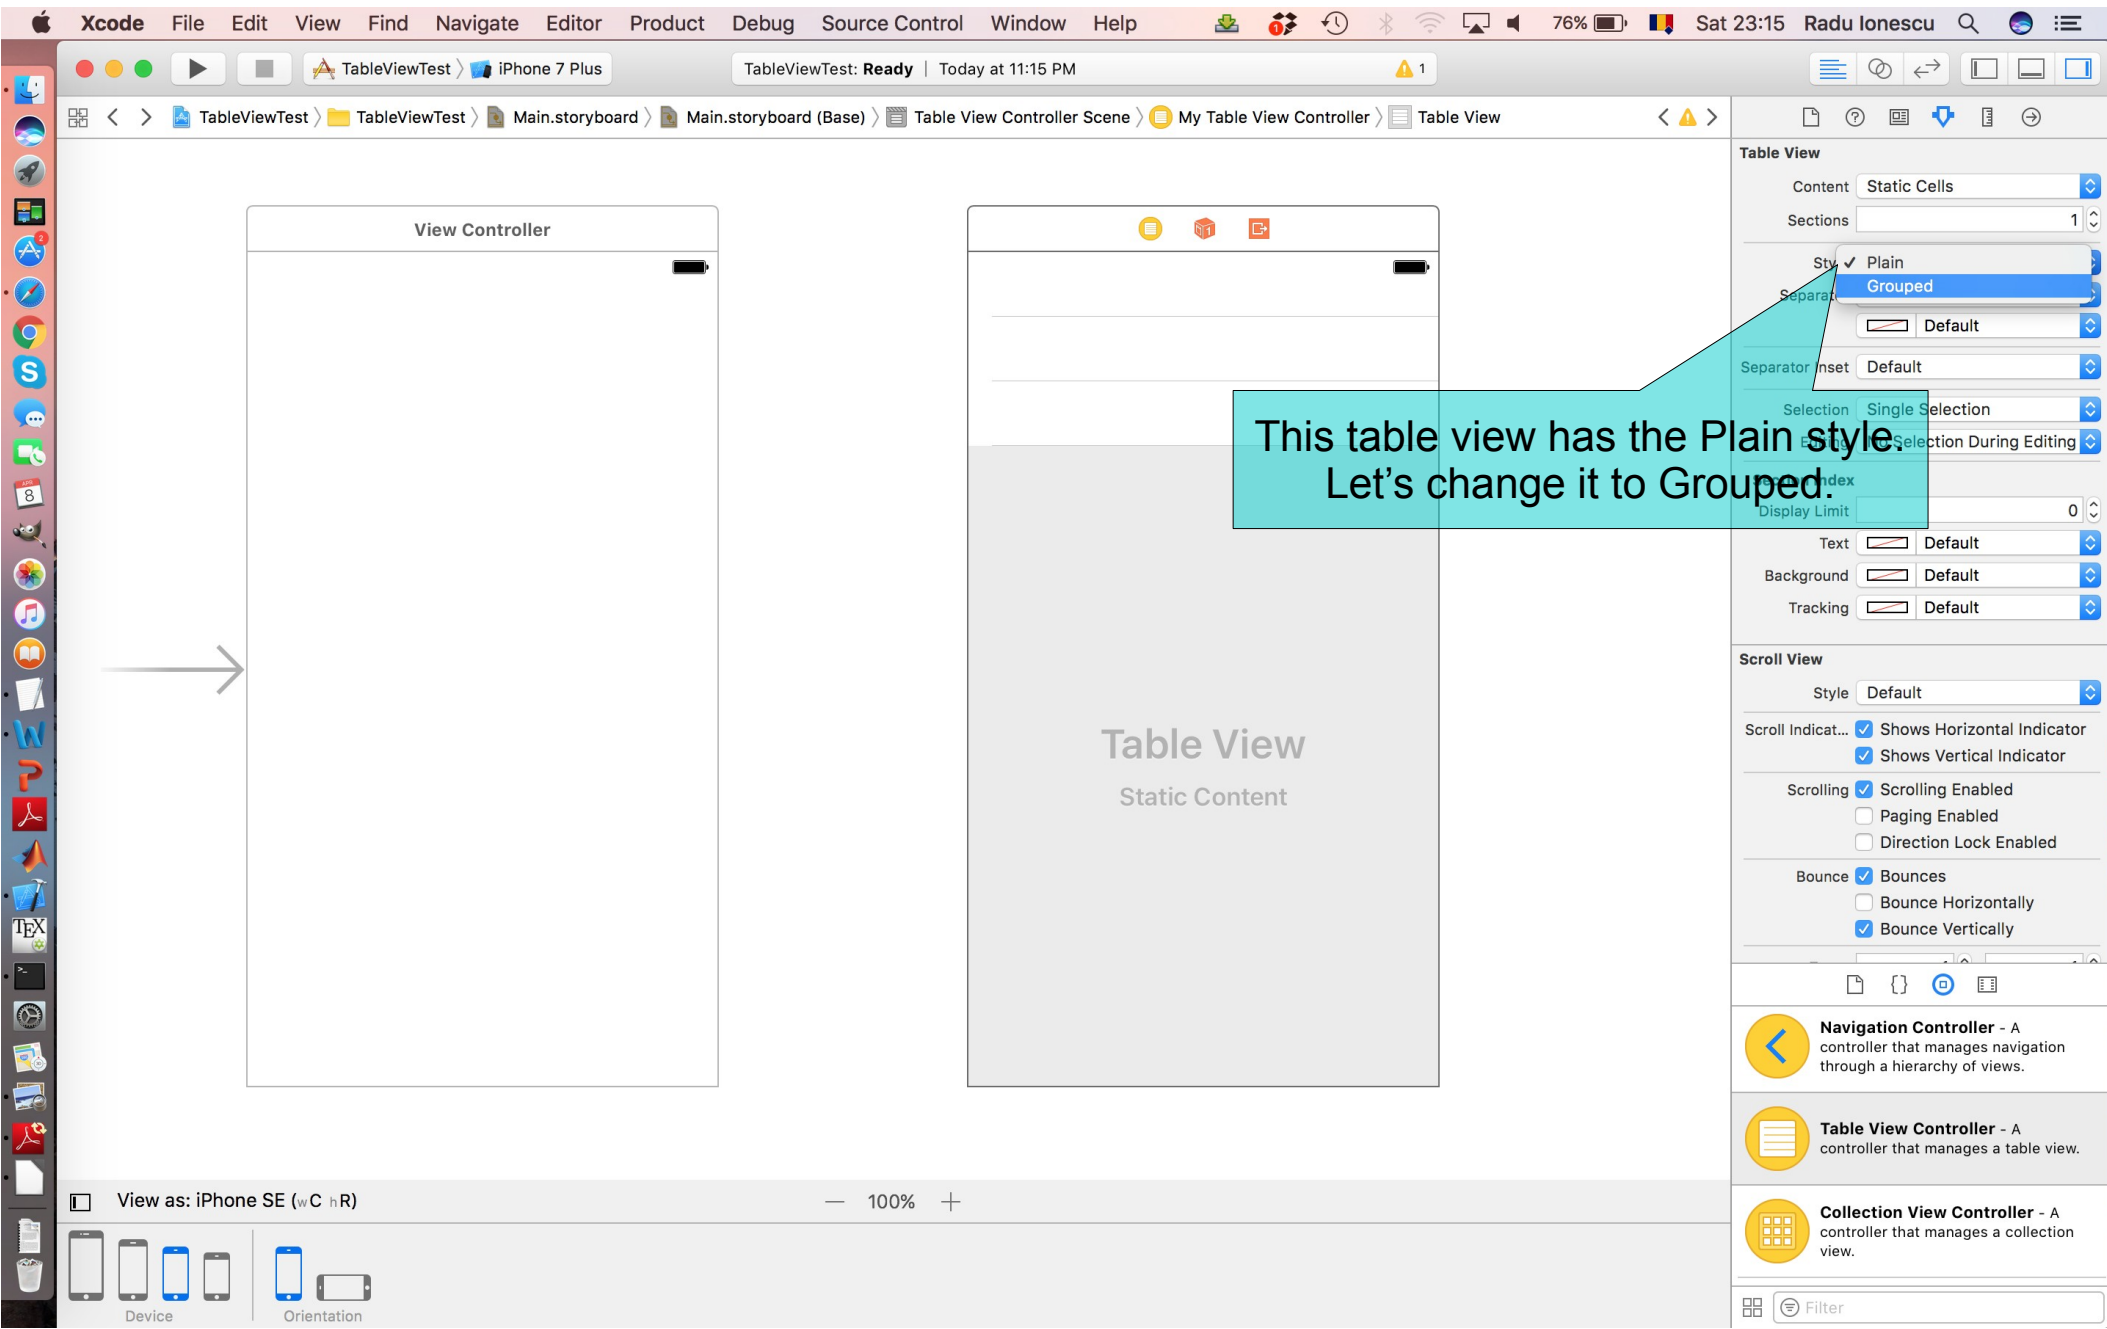 Xcode File Edit View Find Navigate Editor Product Debug Source Control Window Help 76% Sat 23:15 Radu Ionescu
TableViewTest iPhone 7 Plus TableViewTest: Ready | Today at 11:15 PM 1
TableViewTest TableViewTest Main.storyboard Main.storyboard (Base) Table View Controller Scene My Table View Controller Table View
View Controller
Table View
Static Content
This table view has the Plain style.
Let’s change it to Grouped.
Table View
Content Static Cells
Sections 1
✓ Plain
Grouped
Default
Separator Inset Default
Selection Single Selection
Editing No Selection During Editing
Section Index
Display Limit 0
Text Default
Background Default
Tracking Default
Scroll View
Style Default
Scroll Indicat... Shows Horizontal Indicator
Shows Vertical Indicator
Scrolling Scrolling Enabled
Paging Enabled
Direction Lock Enabled
Bounce Bounces
Bounce Horizontally
Bounce Vertically
Navigation Controller - A
controller that manages navigation
through a hierarchy of views.
Table View Controller - A
controller that manages a table view.
Collection View Controller - A
controller that manages a collection
view.
Filter
View as: iPhone SE (wC hR) — 100% +
Device Orientation